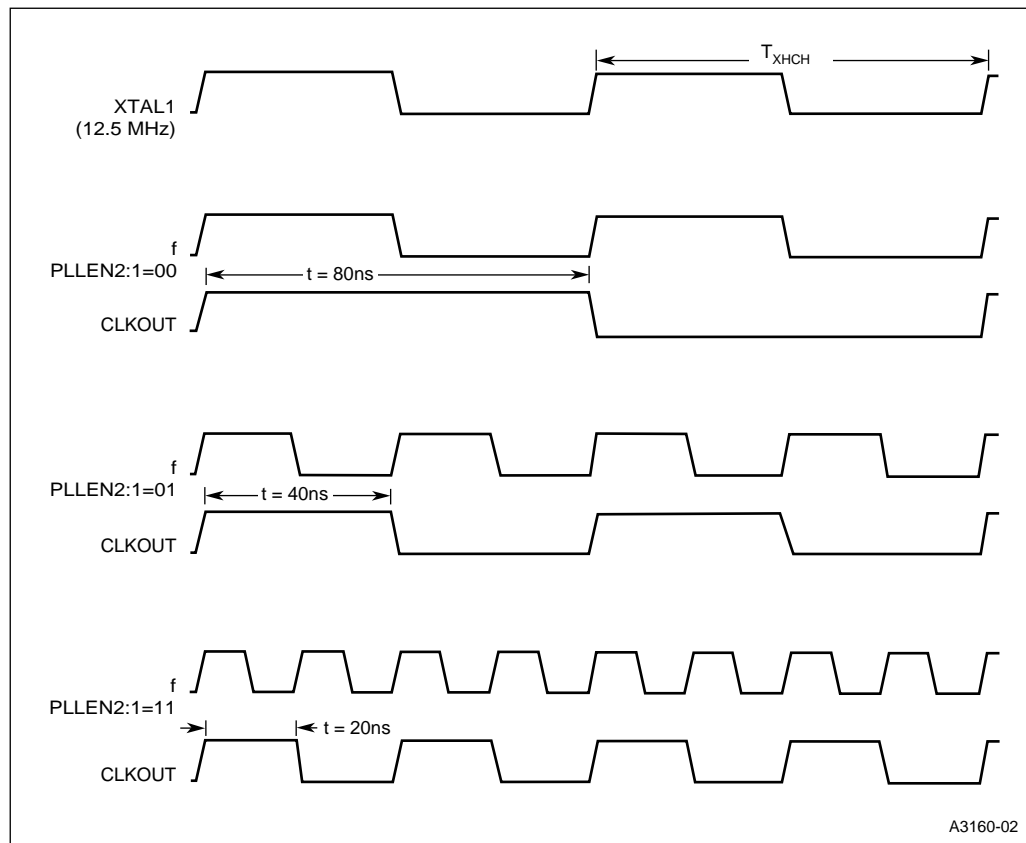 T_XHCH
XTAL1
(12.5 MHz)
f
PLLEN2:1=00
t = 80ns
CLKOUT
f
PLLEN2:1=01
t = 40ns
CLKOUT
f
PLLEN2:1=11
t = 20ns
CLKOUT
A3160-02